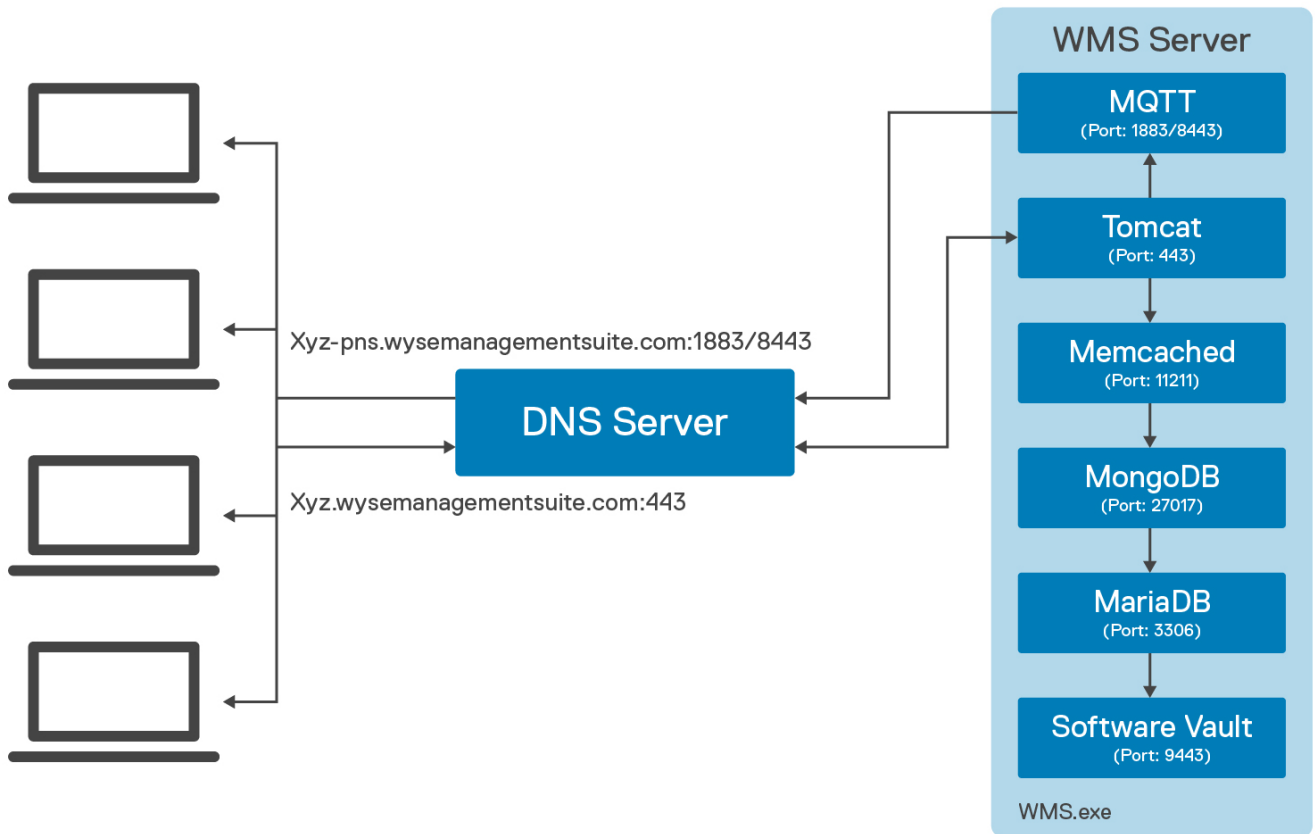 WMS Server
MQTT
(Port: 1883/8443)
Tomcat
(Port: 443)
Memcached
(Port: 11211)
MongoDB
(Port: 27017)
MariaDB
(Port: 3306)
Software Vault
(Port: 9443)
WMS.exe
Xyz-pns.wysemanagementsuite.com:1883/8443
DNS Server
Xyz.wysemanagementsuite.com:443